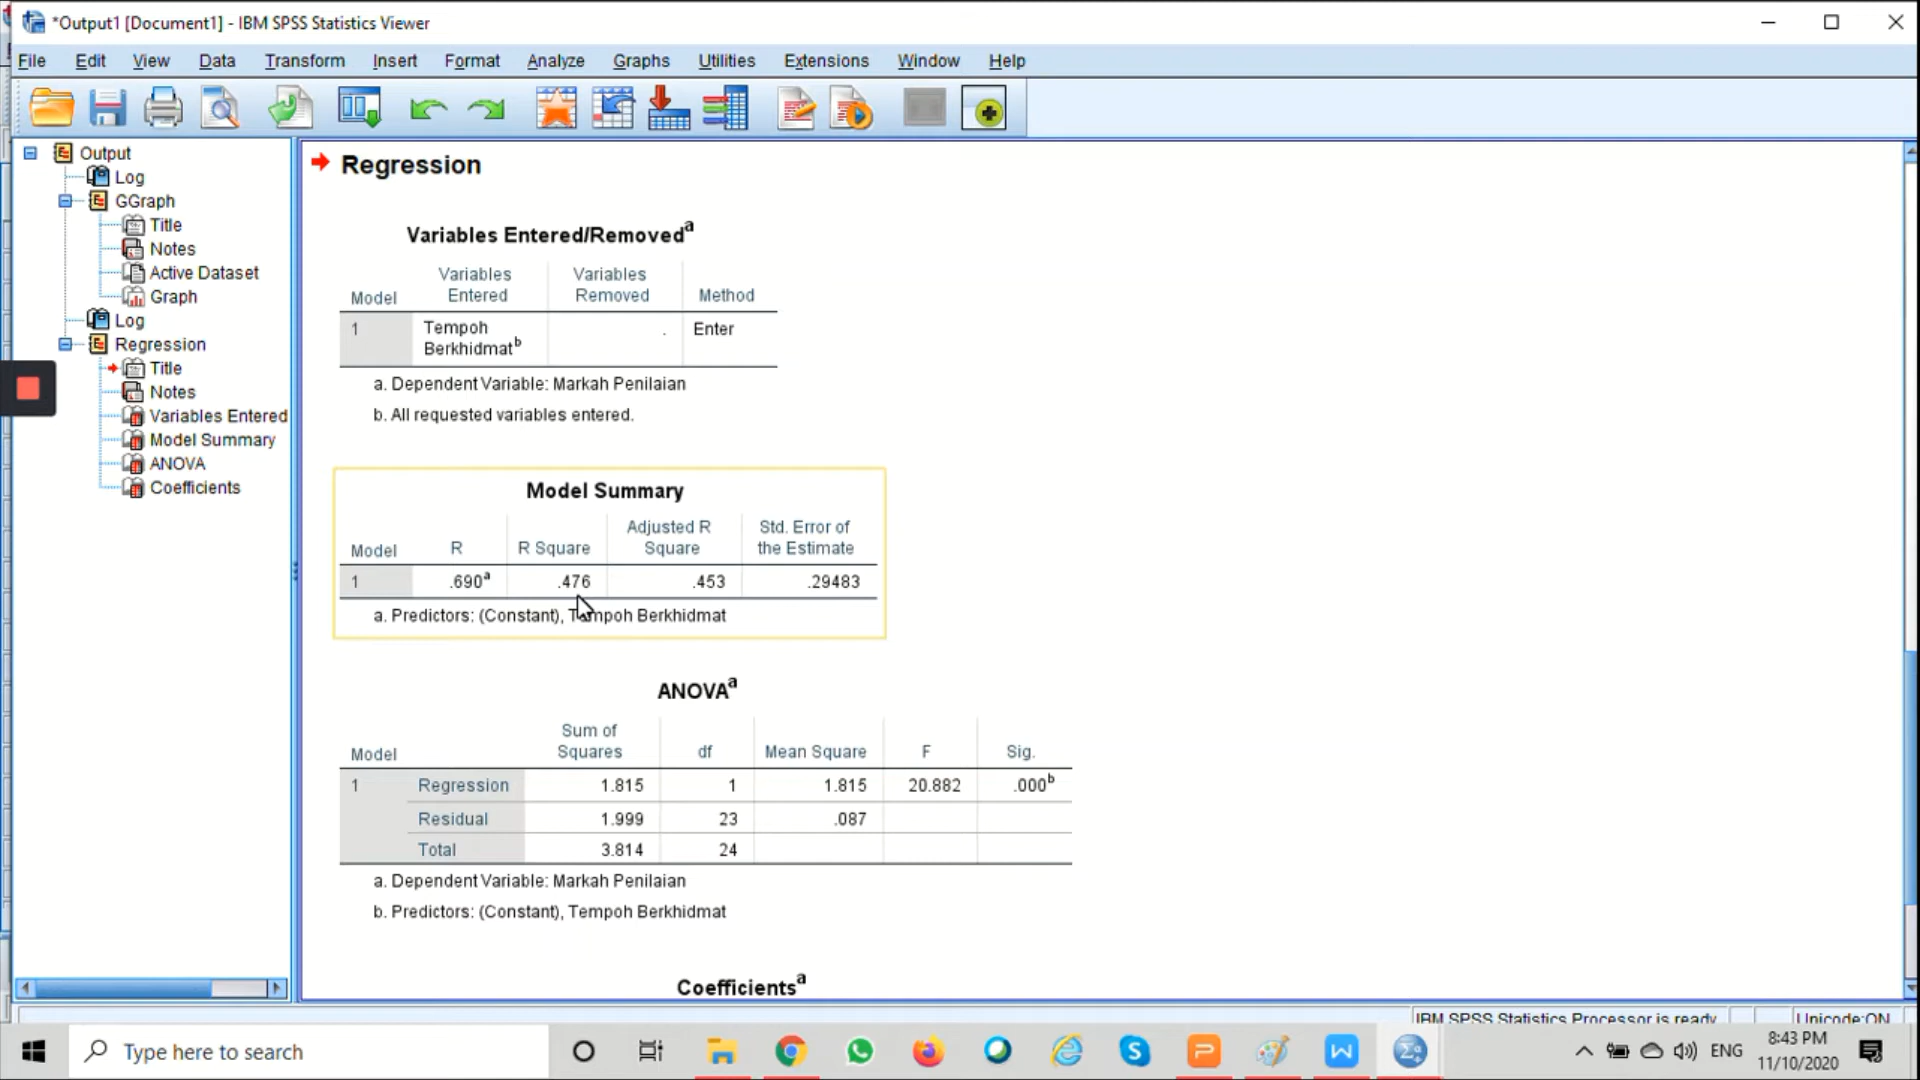 *Output1 [Document1] - IBM SPSS Statistics Viewer
File Edit View Data Transform Insert Format Analyze Graphs Utilities Extensions Window Help
Output
Log
GGraph
Title
Notes
Active Dataset
Graph
Log
Regression
Title
Notes
Variables Entered
Model Summary
ANOVA
Coefficients
Regression
Variables Entered/Removedᵃ
Model Variables Entered Variables Removed Method
1 Tempoh Berkhidmatᵇ . Enter
a. Dependent Variable: Markah Penilaian
b. All requested variables entered.
Model Summary
Model R R Square Adjusted R Square Std. Error of the Estimate
1 .690ᵃ .476 .453 .29483
a. Predictors: (Constant), Tempoh Berkhidmat
ANOVAᵃ
Model Sum of Squares df Mean Square F Sig.
1 Regression 1.815 1 1.815 20.882 .000ᵇ
Residual 1.999 23 .087
Total 3.814 24
a. Dependent Variable: Markah Penilaian
b. Predictors: (Constant), Tempoh Berkhidmat
Coefficientsᵃ
IBM SPSS Statistics Processor is ready Unicode:ON
Type here to search
ENG
8:43 PM
11/10/2020